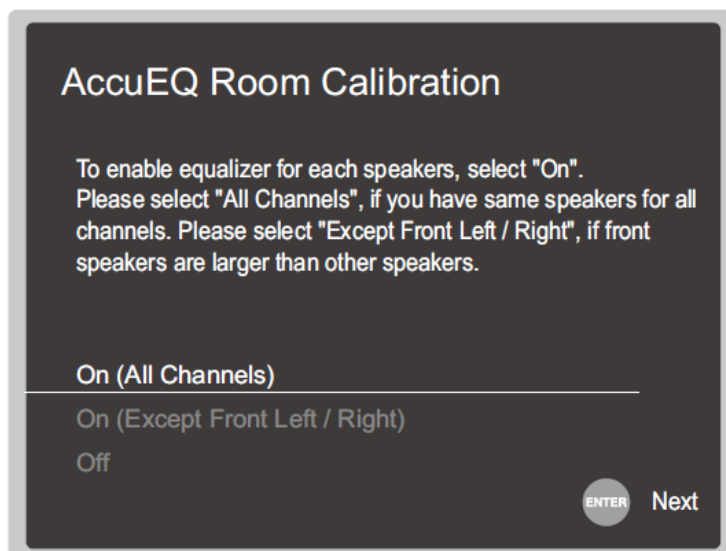 AccuEQ Room Calibration
To enable equalizer for each speakers, select "On".
Please select "All Channels", if you have same speakers for all
channels. Please select "Except Front Left / Right", if front
speakers are larger than other speakers.
On (All Channels)
On (Except Front Left / Right)
Off
ENTER Next